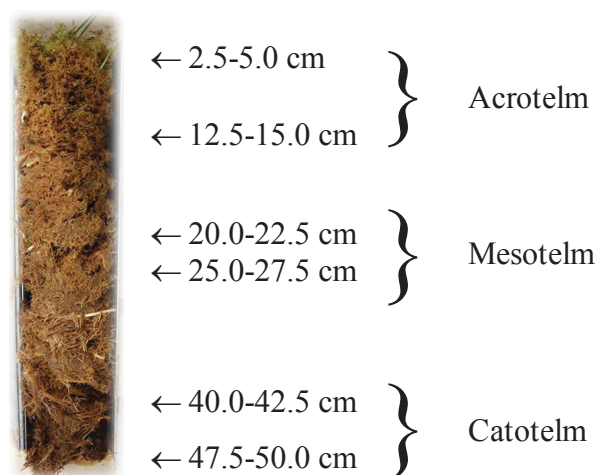 ← 2.5-5.0 cm
Acrotelm
← 12.5-15.0 cm
← 20.0-22.5 cm
Mesotelm
← 25.0-27.5 cm
← 40.0-42.5 cm
Catotelm
← 47.5-50.0 cm